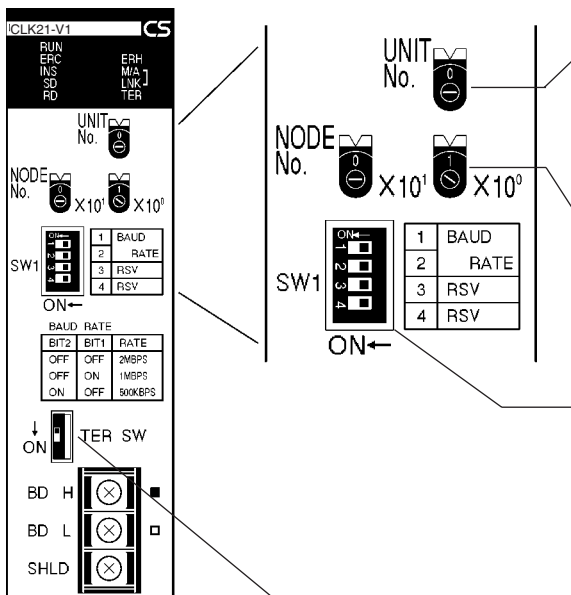 CLK21-V1 CS
RUN
ERC ERH
INS M/A
SD LNK
RD TER
UNIT
No. 0
NODE
No. 0 X10¹ 1 X10⁰
SW1
ON←
1 2 3 4
1 BAUD
2 RATE
3 RSV
4 RSV
ON←
BAUD RATE
BIT2 BIT1 RATE
OFF OFF 2MBPS
OFF ON 1MBPS
ON OFF 500KBPS
↓
ON TER SW
BD H
BD L
SHLD
UNIT
No. 0
NODE
No. 0 X10¹ 1 X10⁰
SW1
ON←
1 2 3 4
1 BAUD
2 RATE
3 RSV
4 RSV
ON←